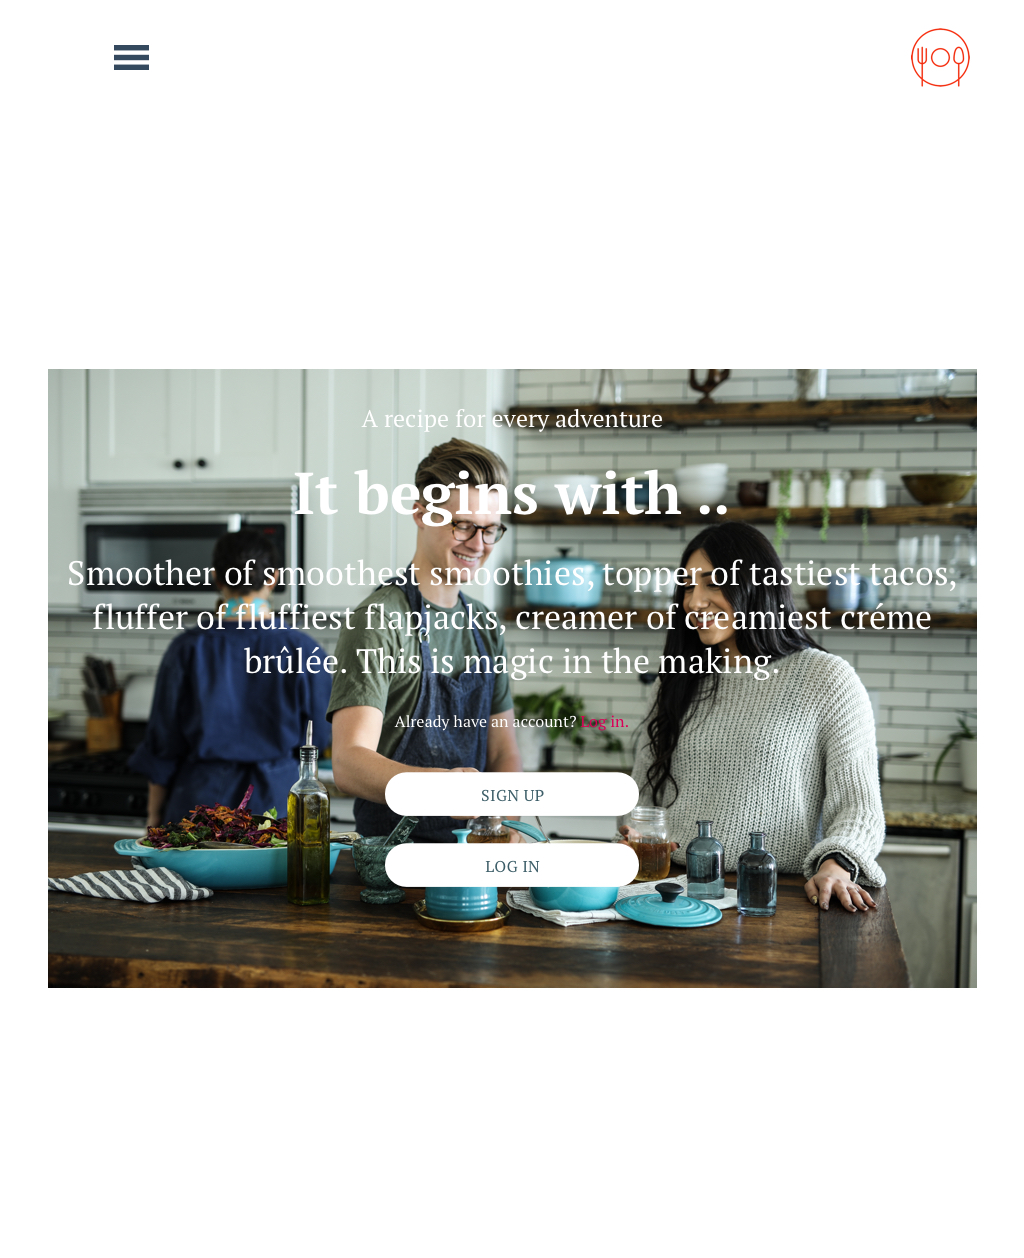 A recipe for every adventure
It begins with ..
Smoother of smoothest smoothies, topper of tastiest tacos,
fluffer of fluffiest flapjacks, creamer of creamiest créme
brûlée. This is magic in the making.
Already have an account? Log in.
SIGN UP
LOG IN